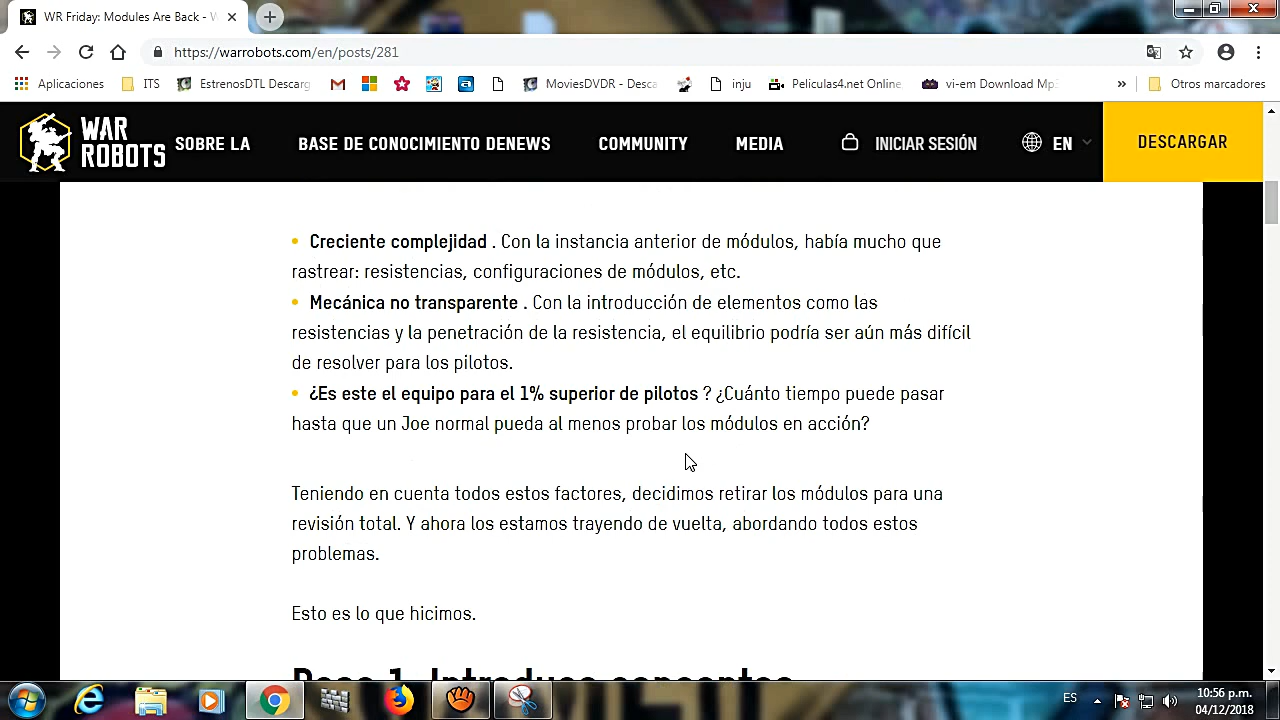 WR Friday: Modules Are Back - W
https://warrobots.com/en/posts/281
Aplicaciones
ITS
EstrenosDTL Descarg
MoviesDVDR - Desca
inju
Peliculas4.net Online
vi-em Download Mp3
»
Otros marcadores
WAR
ROBOTS
SOBRE LA
BASE DE CONOCIMIENTO DENEWS
COMMUNITY
MEDIA
INICIAR SESIÓN
EN
DESCARGAR
• Creciente complejidad . Con la instancia anterior de módulos, había mucho que
rastrear: resistencias, configuraciones de módulos, etc.
• Mecánica no transparente . Con la introducción de elementos como las
resistencias y la penetración de la resistencia, el equilibrio podría ser aún más difícil
de resolver para los pilotos.
• ¿Es este el equipo para el 1% superior de pilotos ? ¿Cuánto tiempo puede pasar
hasta que un Joe normal pueda al menos probar los módulos en acción?
Teniendo en cuenta todos estos factores, decidimos retirar los módulos para una
revisión total. Y ahora los estamos trayendo de vuelta, abordando todos estos
problemas.
Esto es lo que hicimos.
Paso 1. Introduce conceptos
ES
10:56 p.m.
04/12/2018